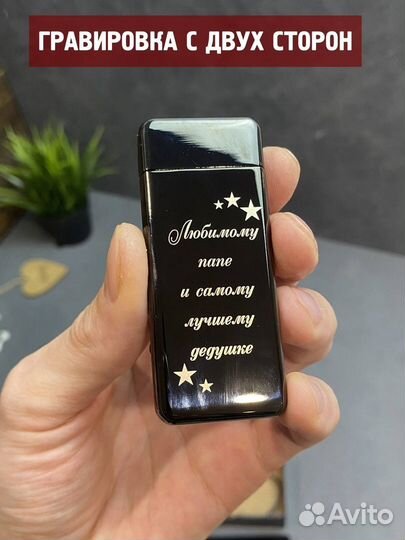 ГРАВИРОВКА С ДВУХ СТОРОН
Любимому
папе
и самому
лучшему
дедушке
Avito